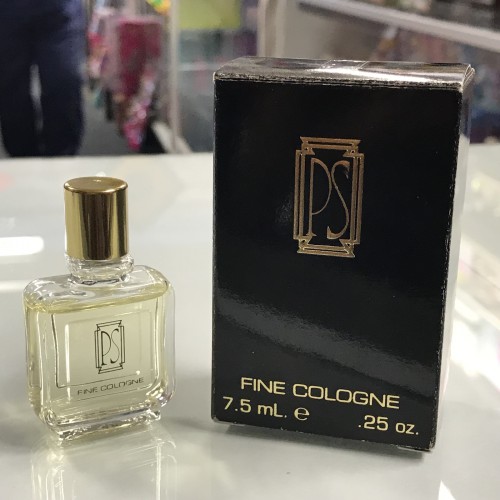 PS
FINE COLOGNE
PS
FINE COLOGNE
7.5 mL. e .25 oz.